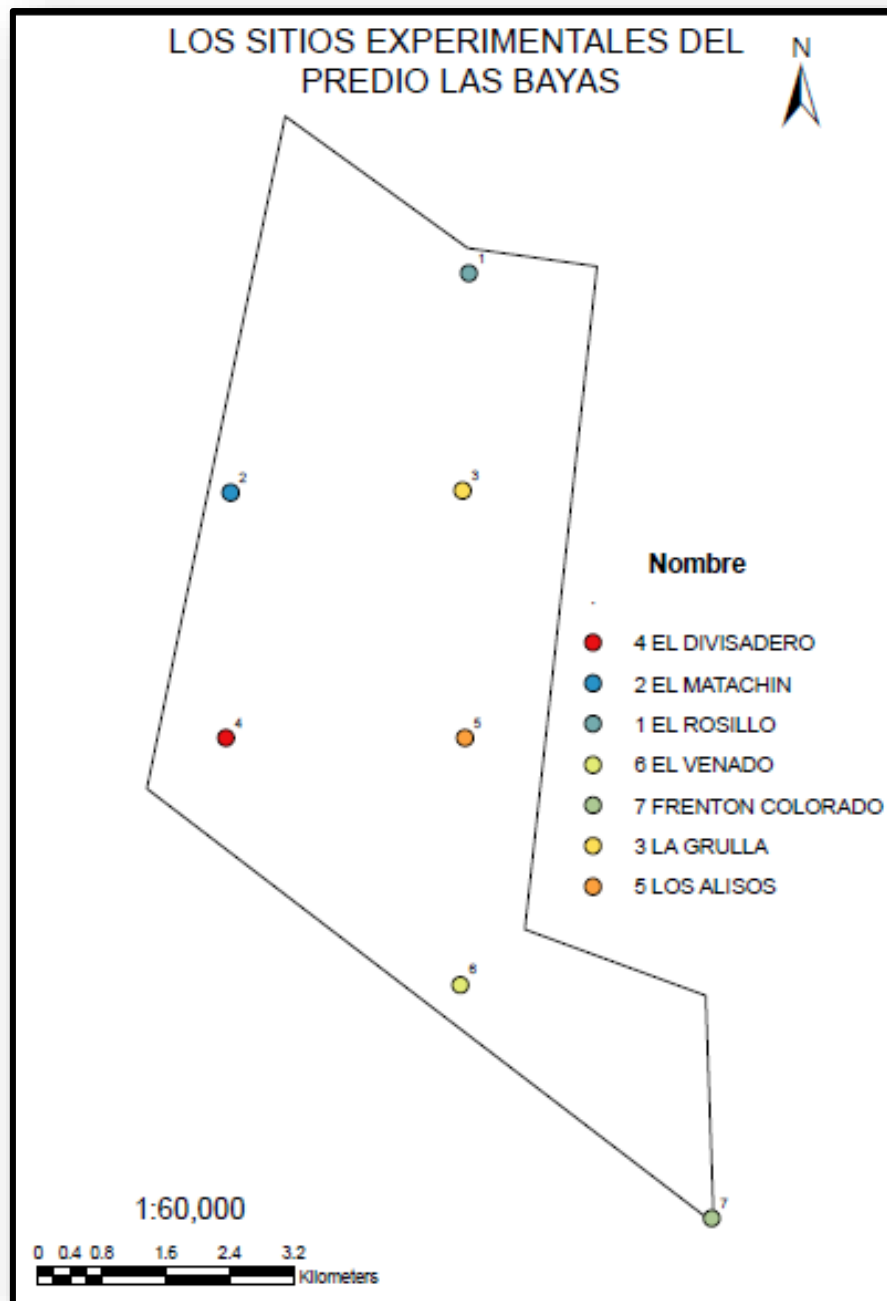 LOS SITIOS EXPERIMENTALES DEL
PREDIO LAS BAYAS
N
1
2
3
4
5
6
7
Nombre
4 EL DIVISADERO
2 EL MATACHIN
1 EL ROSILLO
6 EL VENADO
7 FRENTON COLORADO
3 LA GRULLA
5 LOS ALISOS
1:60,000
0 0.4 0.8 1.6 2.4 3.2
Kilometers